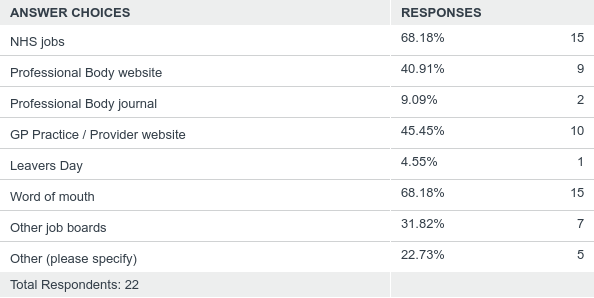 ANSWER CHOICES RESPONSES
NHS jobs 68.18% 15
Professional Body website 40.91% 9
Professional Body journal 9.09% 2
GP Practice / Provider website 45.45% 10
Leavers Day 4.55% 1
Word of mouth 68.18% 15
Other job boards 31.82% 7
Other (please specify) 22.73% 5
Total Respondents: 22